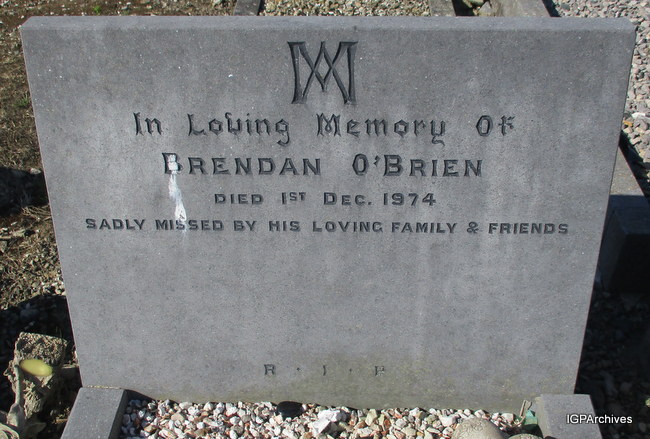 In Loving Memory Of
BRENDAN O'BRIEN
DIED 1ST DEC. 1974
SADLY MISSED BY HIS LOVING FAMILY & FRIENDS
R · I · P
IGPArchives